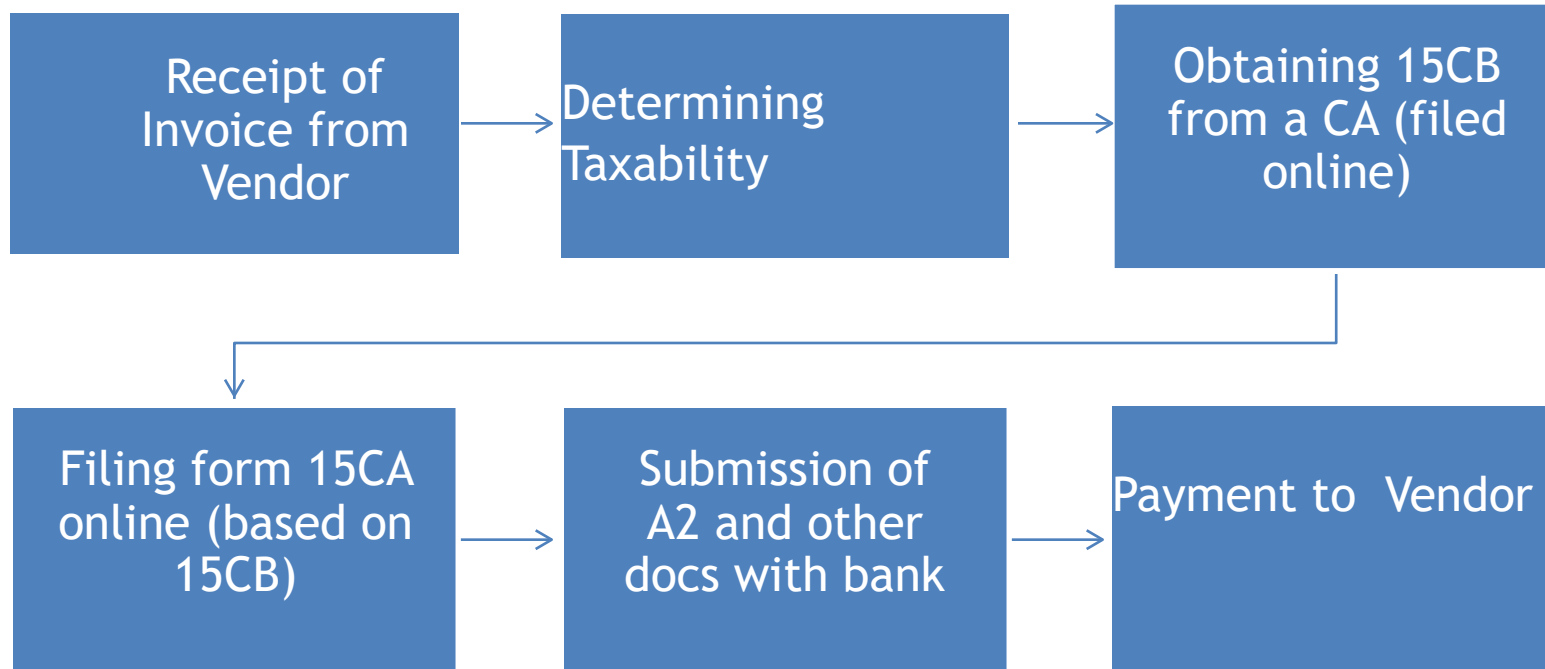 Receipt of
Invoice from
Vendor
Determining
Taxability
Obtaining 15CB
from a CA (filed
online)
Filing form 15CA
online (based on
15CB)
Submission of
A2 and other
docs with bank
Payment to  Vendor